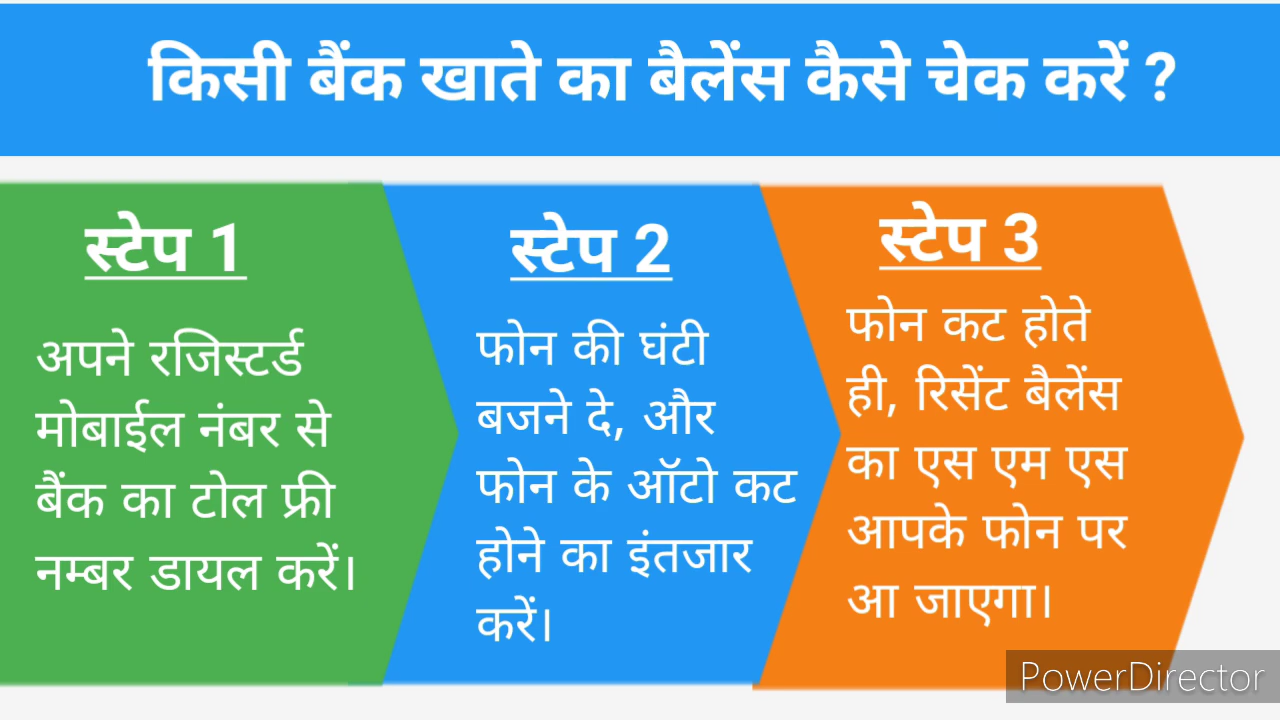 किसी बैंक खाते का बैलेंस कैसे चेक करें ?
स्टेप 1
अपने रजिस्टर्ड
मोबाईल नंबर से
बैंक का टोल फ्री
नम्बर डायल करें।
स्टेप 2
फोन की घंटी
बजने दे, और
फोन के ऑटो कट
होने का इंतजार
करें।
स्टेप 3
फोन कट होते
ही, रिसेंट बैलेंस
का एस एम एस
आपके फोन पर
आ जाएगा।
PowerDirector